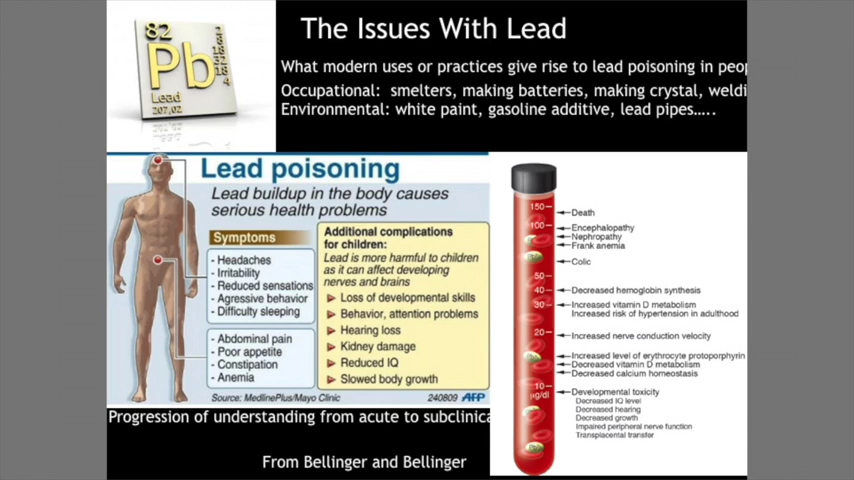 82
Pb
Lead
207,02
2
8
18
32
18
4
The Issues With Lead
What modern uses or practices give rise to lead poisoning in peop
Occupational: smelters, making batteries, making crystal, weldi
Environmental: white paint, gasoline additive, lead pipes…..
Lead poisoning
Lead buildup in the body causes
serious health problems
Symptoms
- Headaches
- Irritability
- Reduced sensations
- Agressive behavior
- Difficulty sleeping
- Abdominal pain
- Poor appetite
- Constipation
- Anemia
Additional complications
for children:
Lead is more harmful to children
as it can affect developing
nerves and brains
Loss of developmental skills
Behavior, attention problems
Hearing loss
Kidney damage
Reduced IQ
Slowed body growth
Source: MedlinePlus/Mayo Clinic
240809 AFP
150
Death
100
Encephalopathy
Nephropathy
Frank anemia
Colic
50
40
Decreased hemoglobin synthesis
30
Increased vitamin D metabolism
Increased risk of hypertension in adulthood
20
Increased nerve conduction velocity
Increased level of erythrocyte protoporphyrin
Decreased vitamin D metabolism
Decreased calcium homeostasis
10
µg/dl
Developmental toxicity
Decreased IQ level
Decreased hearing
Decreased growth
Impaired peripheral nerve function
Transplacental transfer
Progression of understanding from acute to subclinica
From Bellinger and Bellinger